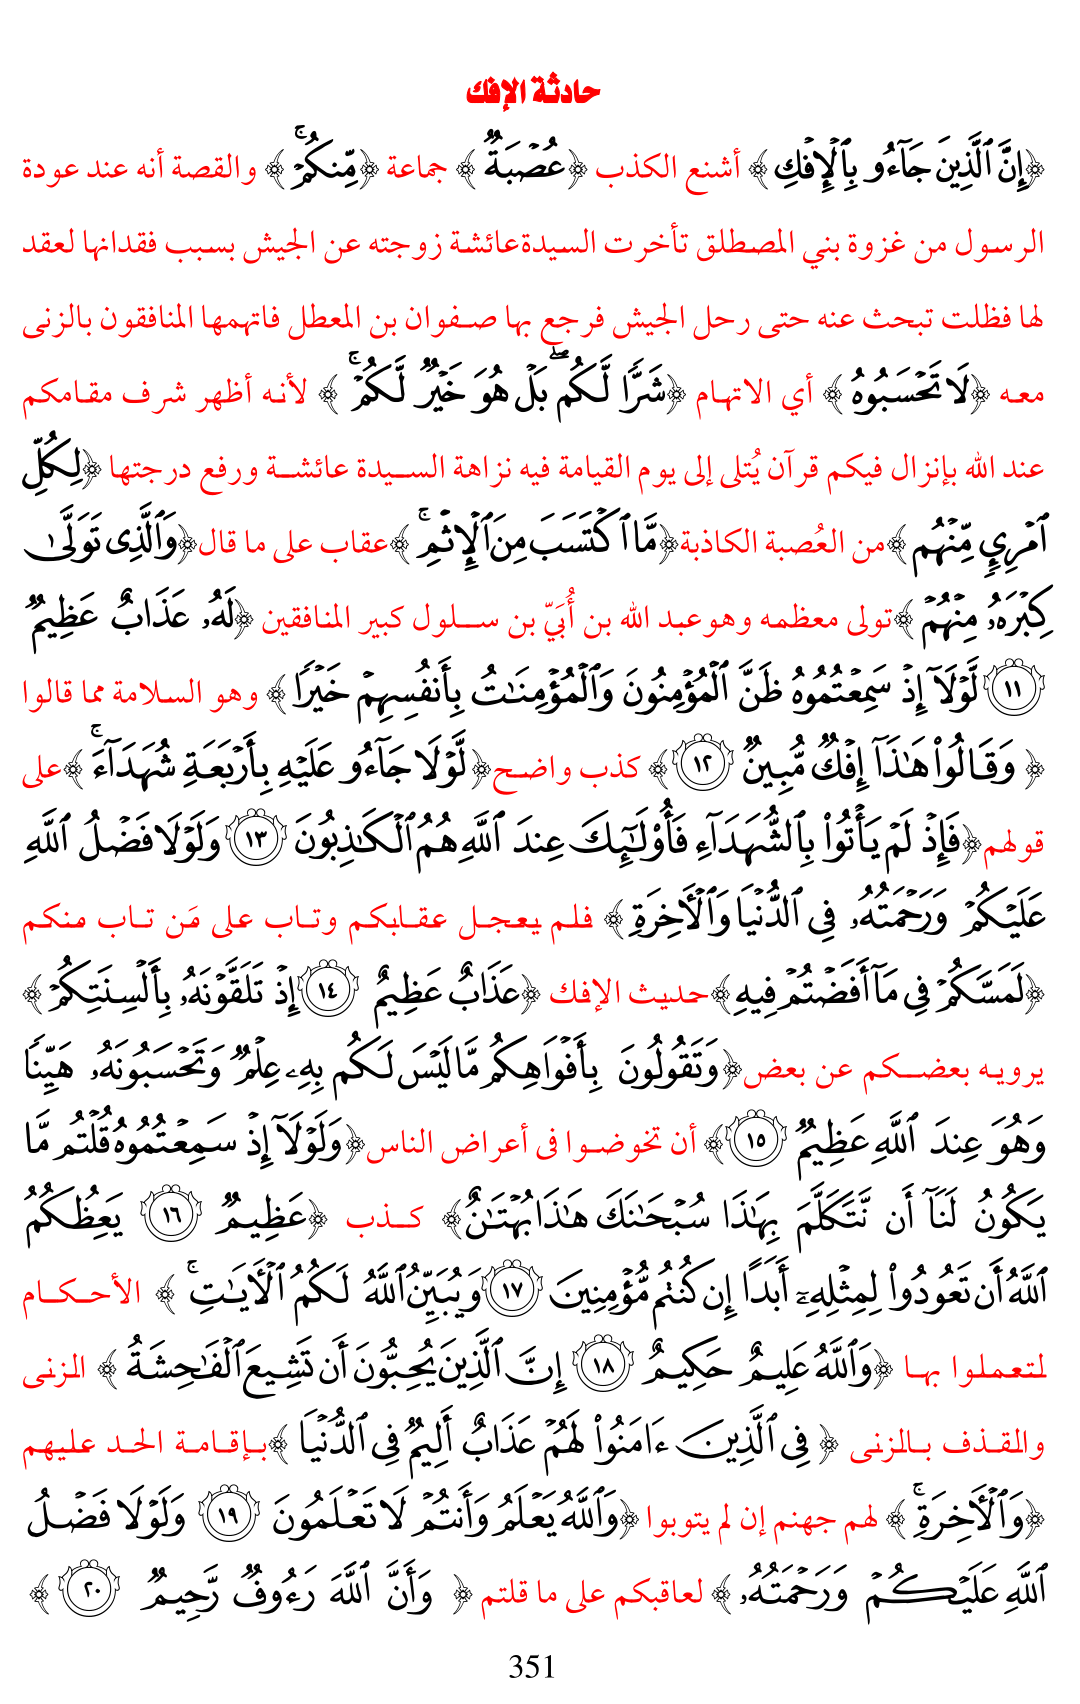 حادثة الإفك
﴿إِنَّ ٱلَّذِينَ جَآءُو بِٱلۡإِفۡكِ﴾ أشنع الكذب ﴿عُصۡبَةٌ﴾ جماعة ﴿مِّنكُمۡۚ﴾ والقصة أنه عند عودة
الرسول من غزوة بني المصطلق تأخرت السيدةعائشة زوجته عن الجيش بسبب فقدانها لعقد
لها فظلت تبحث عنه حتى رحل الجيش فرجع بها صفوان بن المعطل فاتهمها المنافقون بالزنى
معه ﴿لَا تَحۡسَبُوهُ﴾ أي الاتهام ﴿شَرّٗا لَّكُمۖ بَلۡ هُوَ خَيۡرٞ لَّكُمۡۚ﴾ لأنه أظهر شرف مقامكم
عند الله بإنزال فيكم قرآن يُتلى إلى يوم القيامة فيه نزاهة السيدة عائشة ورفع درجتها ﴿لِكُلِّ
ٱمۡرِيٕٖ مِّنۡهُم﴾من العُصبة الكاذبة﴿مَّا ٱكۡتَسَبَ مِنَ ٱلۡإِثۡمِۚ﴾عقاب على ما قال﴿وَٱلَّذِي تَوَلَّىٰ
كِبۡرَهُۥ مِنۡهُمۡ﴾تولى معظمه وهوعبد الله بن أُبَيّ بن سلول كبير المنافقين ﴿لَهُۥ عَذَابٌ عَظِيمٞ
١١ لَّوۡلَآ إِذۡ سَمِعۡتُمُوهُ ظَنَّ ٱلۡمُؤۡمِنُونَ وَٱلۡمُؤۡمِنَٰتُ بِأَنفُسِهِمۡ خَيۡرٗا﴾ وهو السلامة مما قالوا
﴿وَقَالُواْ هَٰذَآ إِفۡكٞ مُّبِينٞ ١٢﴾ كذب واضح﴿لَّوۡلَا جَآءُو عَلَيۡهِ بِأَرۡبَعَةِ شُهَدَآءَۚ﴾على
قولهم﴿فَإِذۡ لَمۡ يَأۡتُواْ بِٱلشُّهَدَآءِ فَأُوْلَٰٓئِكَ عِندَ ٱللَّهِ هُمُ ٱلۡكَٰذِبُونَ ١٣ وَلَوۡلَا فَضۡلُ ٱللَّهِ
عَلَيۡكُمۡ وَرَحۡمَتُهُۥ فِي ٱلدُّنۡيَا وَٱلۡأٓخِرَةِ﴾ فلم يعجل عقابكم وتاب على مَن تاب منكم
﴿لَمَسَّكُمۡ فِي مَآ أَفَضۡتُمۡ فِيهِ﴾حديث الإفك ﴿عَذَابٌ عَظِيمٌ ١٤ إِذۡ تَلَقَّوۡنَهُۥ بِأَلۡسِنَتِكُمۡ﴾
يرويه بعضكم عن بعض﴿وَتَقُولُونَ بِأَفۡوَاهِكُم مَّا لَيۡسَ لَكُم بِهِۦ عِلۡمٞ وَتَحۡسَبُونَهُۥ هَيِّنٗا
وَهُوَ عِندَ ٱللَّهِ عَظِيمٞ ١٥﴾ أن تخوضوا فى أعراض الناس﴿وَلَوۡلَآ إِذۡ سَمِعۡتُمُوهُ قُلۡتُم مَّا
يَكُونُ لَنَآ أَن نَّتَكَلَّمَ بِهَٰذَا سُبۡحَٰنَكَ هَٰذَا بُهۡتَٰنٌ﴾ كذب ﴿عَظِيمٞ ١٦ يَعِظُكُمُ
ٱللَّهُ أَن تَعُودُواْ لِمِثۡلِهِۦٓ أَبَدًا إِن كُنتُم مُّؤۡمِنِينَ ١٧ وَيُبَيِّنُ ٱللَّهُ لَكُمُ ٱلۡأٓيَٰتِۚ﴾ الأحكام
لتعملوا بها ﴿وَٱللَّهُ عَلِيمٌ حَكِيمٌ ١٨ إِنَّ ٱلَّذِينَ يُحِبُّونَ أَن تَشِيعَ ٱلۡفَٰحِشَةُ﴾ الزنى
والقذف بالزنى ﴿فِي ٱلَّذِينَ ءَامَنُواْ لَهُمۡ عَذَابٌ أَلِيمٞ فِي ٱلدُّنۡيَا﴾بإقامة الحد عليهم
﴿وَٱلۡأٓخِرَةِۚ﴾ لهم جهنم إن لم يتوبوا ﴿وَٱللَّهُ يَعۡلَمُ وَأَنتُمۡ لَا تَعۡلَمُونَ ١٩ وَلَوۡلَا فَضۡلُ
ٱللَّهِ عَلَيۡكُمۡ وَرَحۡمَتُهُۥ﴾ لعاقبكم على ما قلتم ﴿وَأَنَّ ٱللَّهَ رَءُوفٞ رَّحِيمٞ ٢٠﴾
351